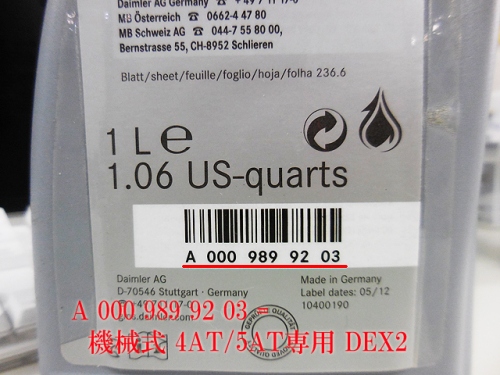 Daimler AG Germany
MB Österreich ☎ 0662-4 47 80
MB Schweiz AG ☎ 044-7 55 80 00,
Bernstrasse 55, CH-8952 Schlieren
Blatt/sheet/feuille/foglio/hoja/folha 236.6
1 L e
1.06 US-quarts
A 000 989 92 03
Daimler AG
D-70546 Stuttgart · Germany
Made in Germany
Label dates: 05/12
10400190
A 000 989 92 03 =
機械式 4AT/5AT専用 DEX2